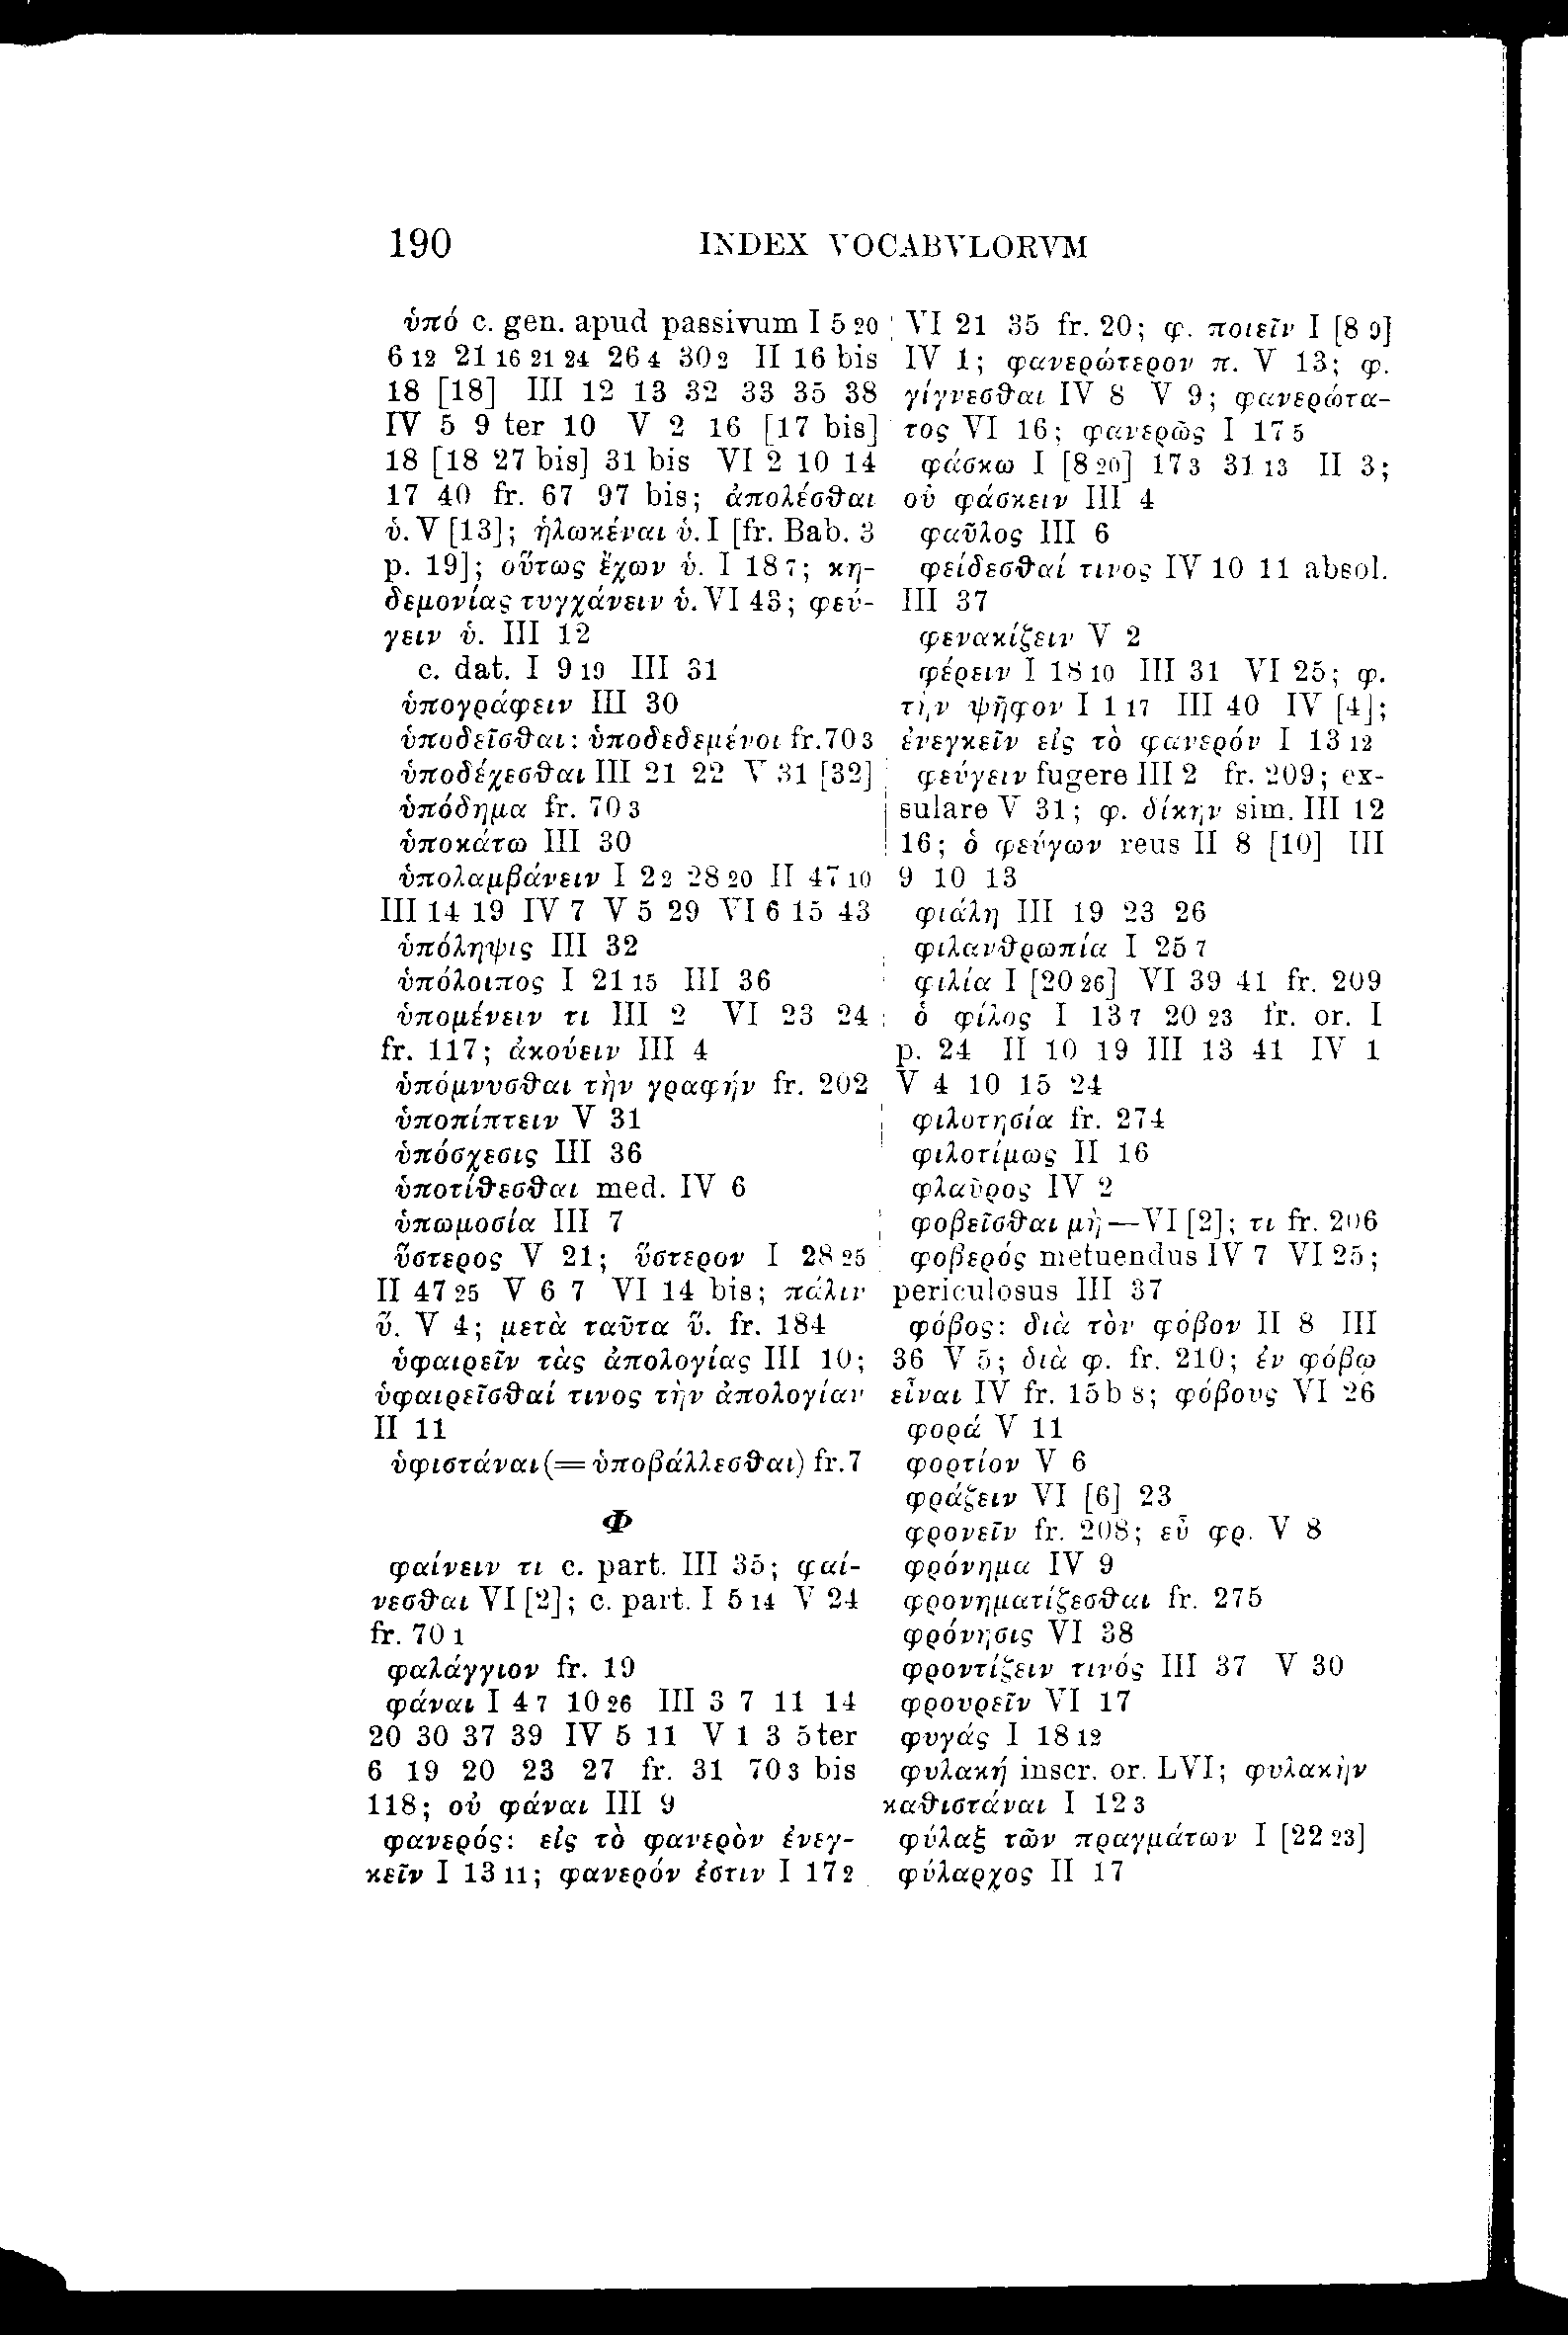 190 INDEX VOCABVLORVM
ὑπό c. gen. apud passivum I 5 20
6 12 21 16 21 24 26 4 30 2 II 16 bis
18 [18] III 12 13 32 33 35 38
IV 5 9 ter 10 V 2 16 [17 bis]
18 [18 27 bis] 31 bis VI 2 10 14
17 40 fr. 67 97 bis; ἀπολέσθαι
ὑ. V [13]; ἡλωκέναι ὑ. I [fr. Bab. 3
p. 19]; οὕτως ἔχων ὑ. I 18 7; κη-
δεμονίας τυγχάνειν ὑ. VI 43; φεύ-
γειν ὑ. III 12
c. dat. I 9 19 III 31
ὑπογράφειν III 30
ὑποδεῖσθαι: ὑποδεδεμένοι fr. 70 3
ὑποδέχεσθαι III 21 22 V 31 [32]
ὑπόδημα fr. 70 3
ὑποκάτω III 30
ὑπολαμβάνειν I 2 2 28 20 II 47 10
III 14 19 IV 7 V 5 29 VI 6 15 43
ὑπόληψις III 32
ὑπόλοιπος I 21 15 III 36
ὑπομένειν τι III 2 VI 23 24
fr. 117; ἀκούειν III 4
ὑπόμνυσθαι τὴν γραφήν fr. 202
ὑποπίπτειν V 31
ὑπόσχεσις III 36
ὑποτίθεσθαι med. IV 6
ὑπωμοσία III 7
ὕστερος V 21; ὕστερον I 28 25
II 47 25 V 6 7 VI 14 bis; πάλιν
ὕ. V 4; μετὰ ταῦτα ὕ. fr. 184
ὑφαιρεῖν τὰς ἀπολογίας III 10;
ὑφαιρεῖσθαί τινος τὴν ἀπολογίαν
II 11
ὑφιστάναι (= ὑποβάλλεσθαι) fr. 7
Φ
φαίνειν τι c. part. III 35; φαί-
νεσθαι VI [2]; c. part. I 5 14 V 24
fr. 70 1
φαλάγγιον fr. 19
φάναι I 4 7 10 26 III 3 7 11 14
20 30 37 39 IV 5 11 V 1 3 5 ter
6 19 20 23 27 fr. 31 70 3 bis
118; οὐ φάναι III 9
φανερός: εἰς τὸ φανερὸν ἐνεγ-
κεῖν I 13 11; φανερόν ἐστιν I 17 2
VI 21 35 fr. 20; φ. ποιεῖν I [8 9]
IV 1; φανερώτερον π. V 13; φ.
γίγνεσθαι IV 8 V 9; φανερώτα-
τος VI 16; φανερῶς I 17 5
φάσκω I [8 20] 17 3 31 13 II 3;
οὐ φάσκειν III 4
φαῦλος III 6
φείδεσθαί τινος IV 10 11 absol.
III 37
φενακίζειν V 2
φέρειν I 18 10 III 31 VI 25; φ.
τὴν ψῆφον I 1 17 III 40 IV [4];
ἐνεγκεῖν εἰς τὸ φανερόν I 13 12
φεύγειν fugere III 2 fr. 209; ex-
sulare V 31; φ. δίκην sim. III 12
16; ὁ φεύγων reus II 8 [10] III
9 10 13
φιάλη III 19 23 26
φιλανθρωπία I 25 7
φιλία I [20 26] VI 39 41 fr. 209
ὁ φίλος I 13 7 20 23 fr. or. I
p. 24 II 10 19 III 13 41 IV 1
V 4 10 15 24
φιλοτησία fr. 274
φιλοτίμως II 16
φλαῦρος IV 2
φοβεῖσθαι μὴ — VI [2]; τι fr. 206
φοβερός metuendus IV 7 VI 25;
periculosus III 37
φόβος: διὰ τὸν φόβον II 8 III
36 V 5; διὰ φ. fr. 210; ἐν φόβῳ
εἶναι IV fr. 15b 8; φόβους VI 26
φορά V 11
φορτίον V 6
φράζειν VI [6] 23
φρονεῖν fr. 208; εὖ φρ. V 8
φρόνημα IV 9
φρονηματίζεσθαι fr. 275
φρόνησις VI 38
φροντίζειν τινός III 37 V 30
φρουρεῖν VI 17
φυγάς I 18 12
φυλακή inscr. or. LVI; φυλακὴν
καθιστάναι I 12 3
φύλαξ τῶν πραγμάτων I [22 23]
φύλαρχος II 17